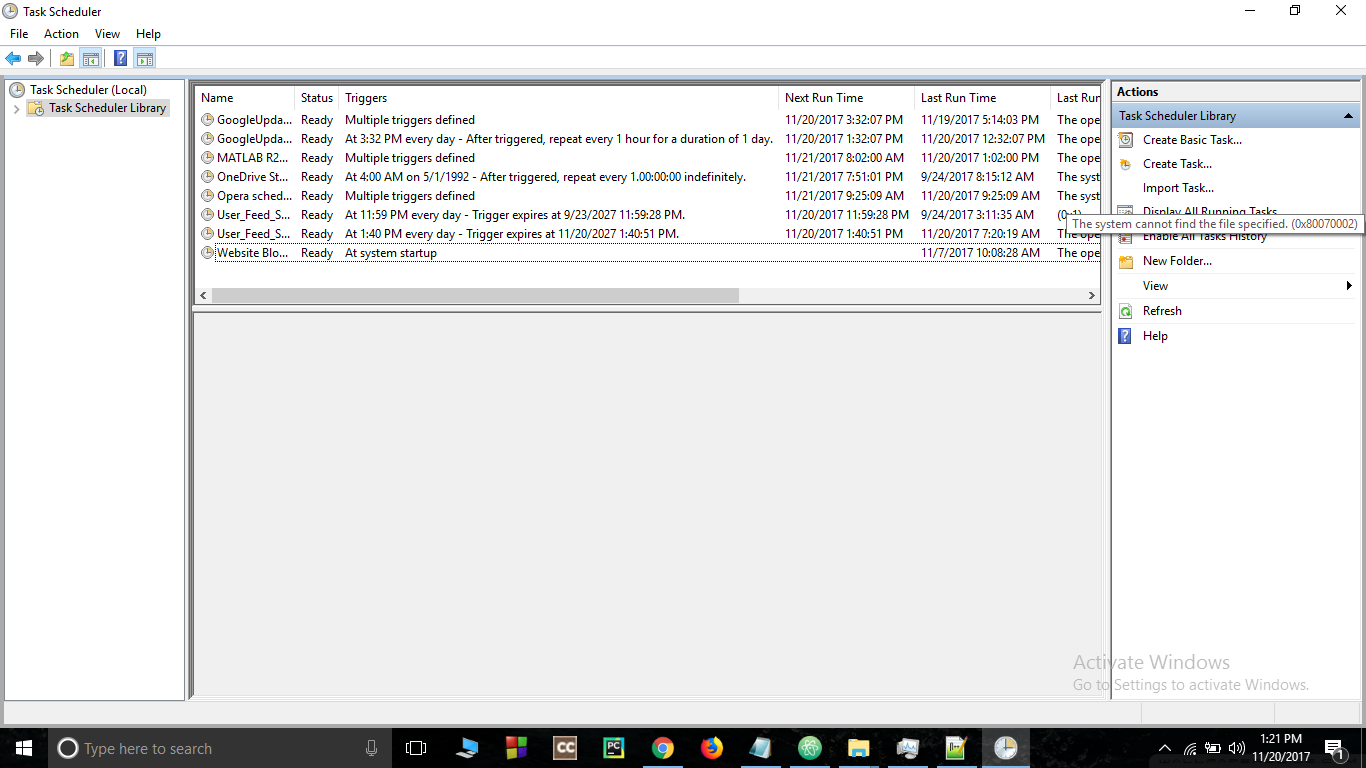 Task Scheduler
File Action View Help
Task Scheduler (Local)
Task Scheduler Library
Name Status Triggers Next Run Time Last Run Time Last Run
GoogleUpda... Ready Multiple triggers defined 11/20/2017 3:32:07 PM 11/19/2017 5:14:03 PM The ope
GoogleUpda... Ready At 3:32 PM every day - After triggered, repeat every 1 hour for a duration of 1 day. 11/20/2017 1:32:07 PM 11/20/2017 12:32:07 PM The ope
MATLAB R2... Ready Multiple triggers defined 11/21/2017 8:02:00 AM 11/20/2017 1:02:00 PM The ope
OneDrive St... Ready At 4:00 AM on 5/1/1992 - After triggered, repeat every 1.00:00:00 indefinitely. 11/21/2017 7:51:01 PM 9/24/2017 8:15:12 AM The syst
Opera sched... Ready Multiple triggers defined 11/21/2017 9:25:09 AM 11/20/2017 9:25:09 AM The syst
User_Feed_S... Ready At 11:59 PM every day - Trigger expires at 9/23/2027 11:59:28 PM. 11/20/2017 11:59:28 PM 9/24/2017 3:11:35 AM
User_Feed_S... Ready At 1:40 PM every day - Trigger expires at 11/20/2027 1:40:51 PM. 11/20/2017 1:40:51 PM 11/20/2017 7:20:19 AM The ope
Website Blo... Ready At system startup 11/7/2017 10:08:28 AM The ope
Actions
Task Scheduler Library
Create Basic Task...
Create Task...
Import Task...
Display All Running Tasks
The system cannot find the file specified. (0x80070002)
Enable All Tasks History
New Folder...
View
Refresh
Help
Activate Windows
Go to Settings to activate Windows.
Type here to search
CC
PC
1:21 PM
11/20/2017
1